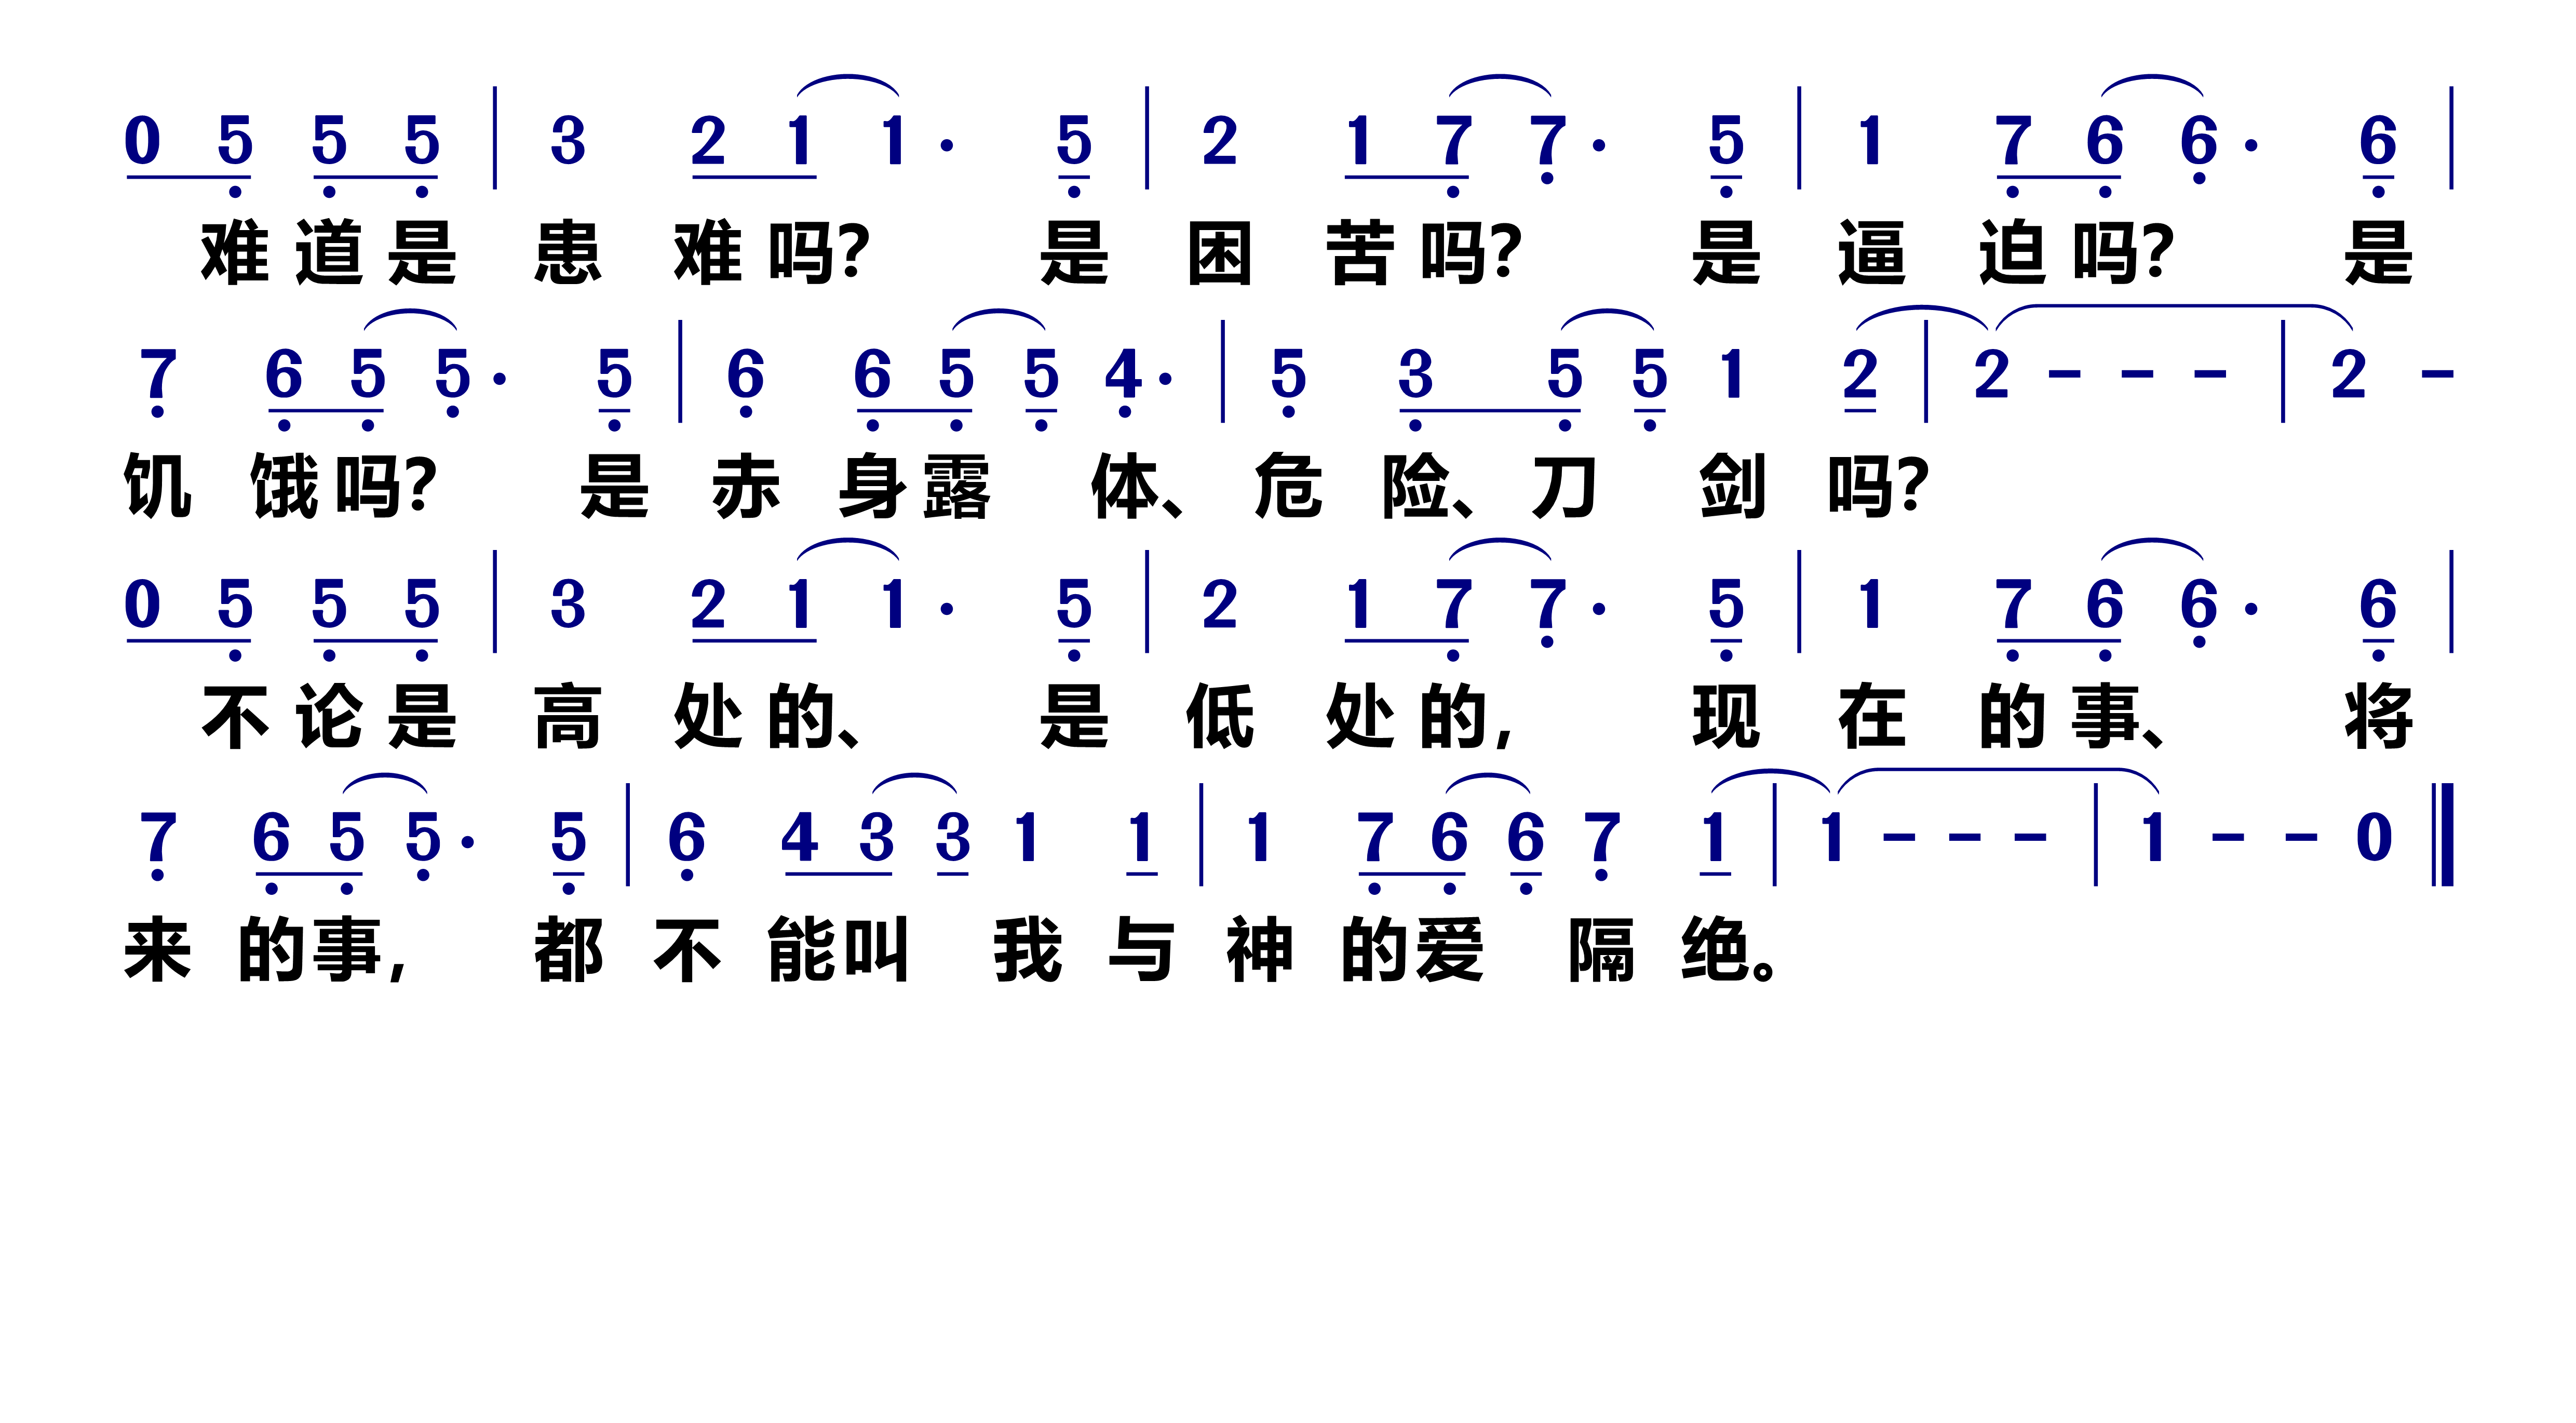 0 5 5 5 | 3 2 1 1· 5 | 2 1 7 7· 5 | 1 7 6 6· 6 |
难道是患难吗？是困苦吗？是逼迫吗？是
7 6 5 5· 5 | 6 6 5 5 4· | 5 3 5 5 1 2 | 2 - - - | 2 -
饥饿吗？是赤身露体、危险、刀剑吗？
0 5 5 5 | 3 2 1 1· 5 | 2 1 7 7· 5 | 1 7 6 6· 6 |
不论是高处的、是低处的，现在的事、将
7 6 5 5· 5 | 6 4 3 3 1 1 | 1 7 6 6 7 1 | 1 - - - | 1 - - 0 ‖
来的事，都不能叫我与神的爱隔绝。